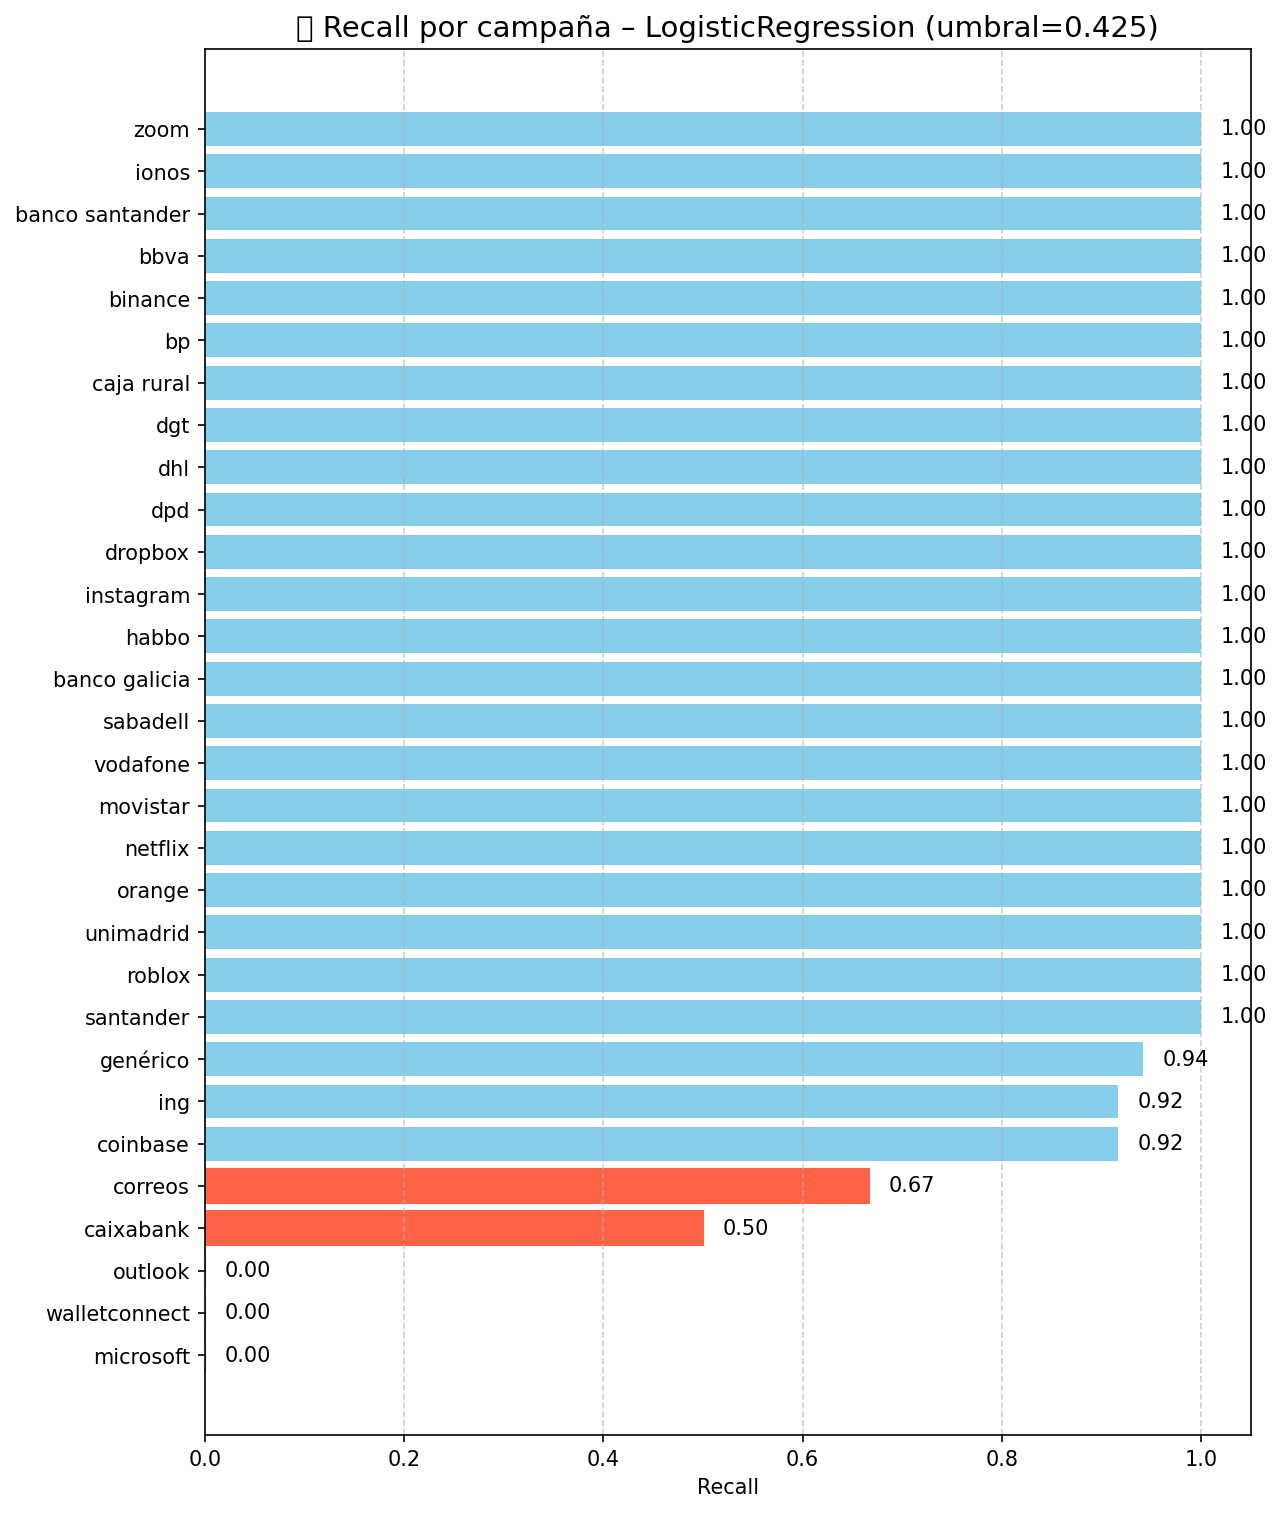 ▯ Recall por campaña – LogisticRegression (umbral=0.425)
zoom 1.00
ionos 1.00
banco santander 1.00
bbva 1.00
binance 1.00
bp 1.00
caja rural 1.00
dgt 1.00
dhl 1.00
dpd 1.00
dropbox 1.00
instagram 1.00
habbo 1.00
banco galicia 1.00
sabadell 1.00
vodafone 1.00
movistar 1.00
netflix 1.00
orange 1.00
unimadrid 1.00
roblox 1.00
santander 1.00
genérico 0.94
ing 0.92
coinbase 0.92
correos 0.67
caixabank 0.50
outlook 0.00
walletconnect 0.00
microsoft 0.00
0.0 0.2 0.4 0.6 0.8 1.0
Recall